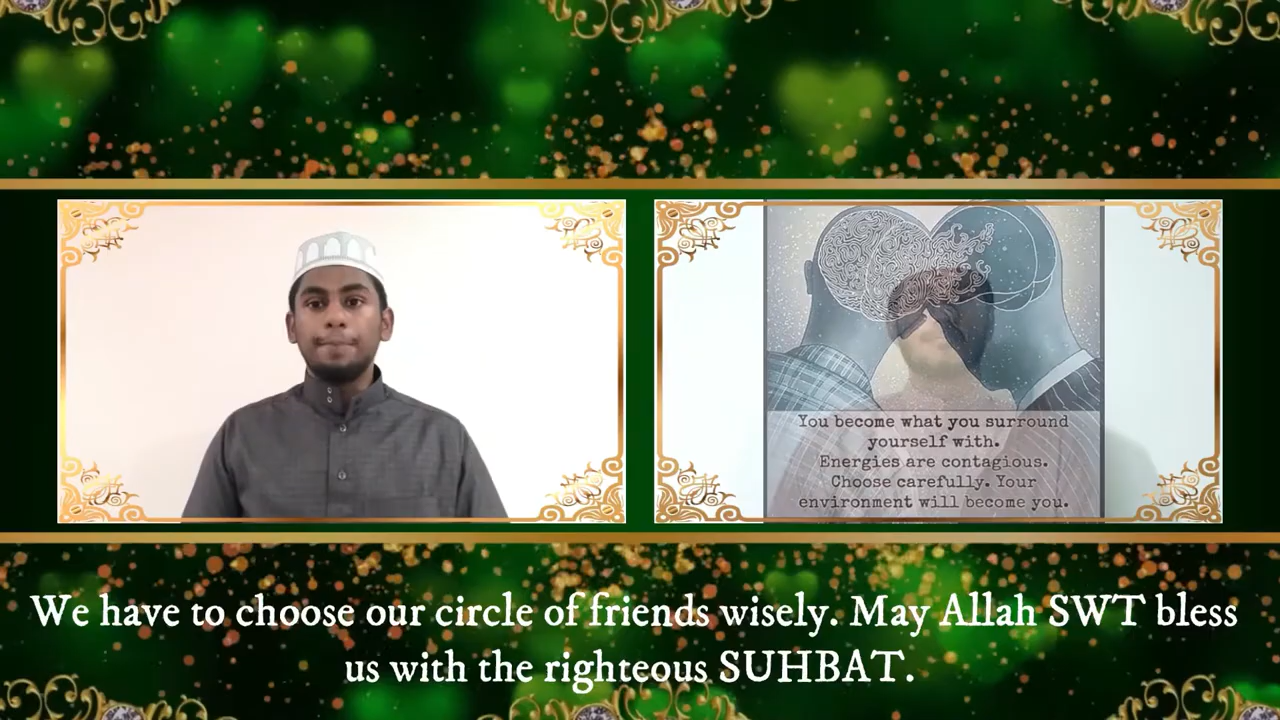 You become what you surround
yourself with.
Energies are contagious.
Choose carefully. Your
environment will become you.
We have to choose our circle of friends wisely. May Allah SWT bless
us with the righteous SUHBAT.